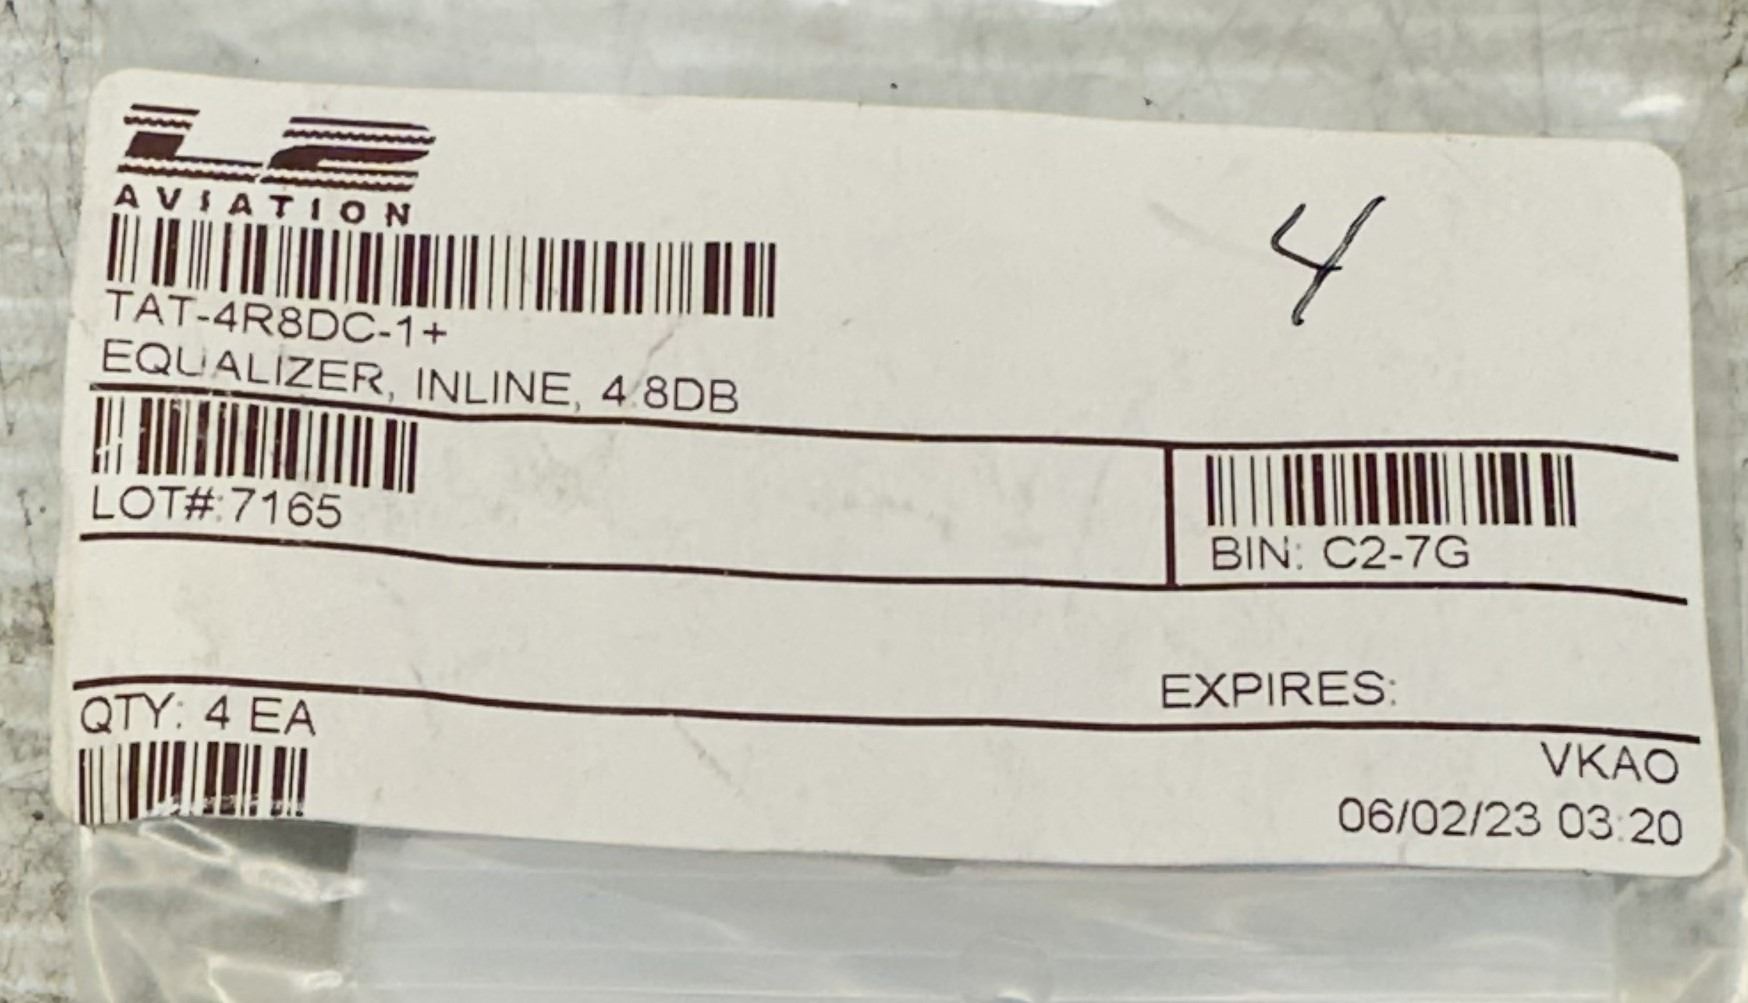 L2
AVIATION
4
TAT-4R8DC-1+
EQUALIZER, INLINE, 4.8DB
LOT#:7165
BIN: C2-7G
EXPIRES:
QTY: 4 EA
VKAO
06/02/23 03:20